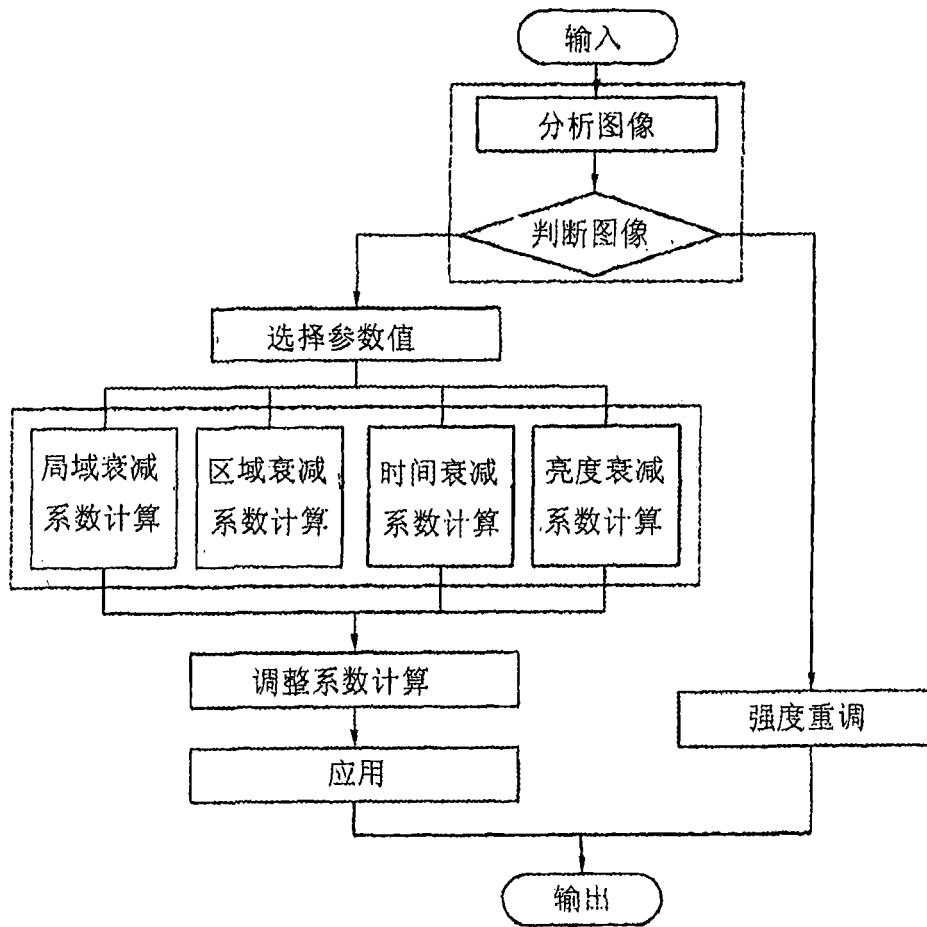 输入
分析图像
判断图像
选择参数值
局域衰减
系数计算
区域衰减
系数计算
时间衰减
系数计算
亮度衰减
系数计算
调整系数计算
强度重调
应用
输出